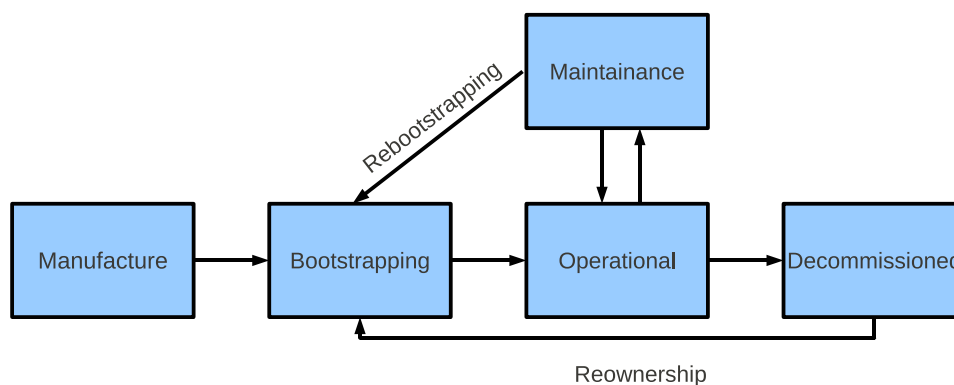 Maintainance
Rebootstrapping
Manufacture
Bootstrapping
Operational
Decommissioned
Reownership